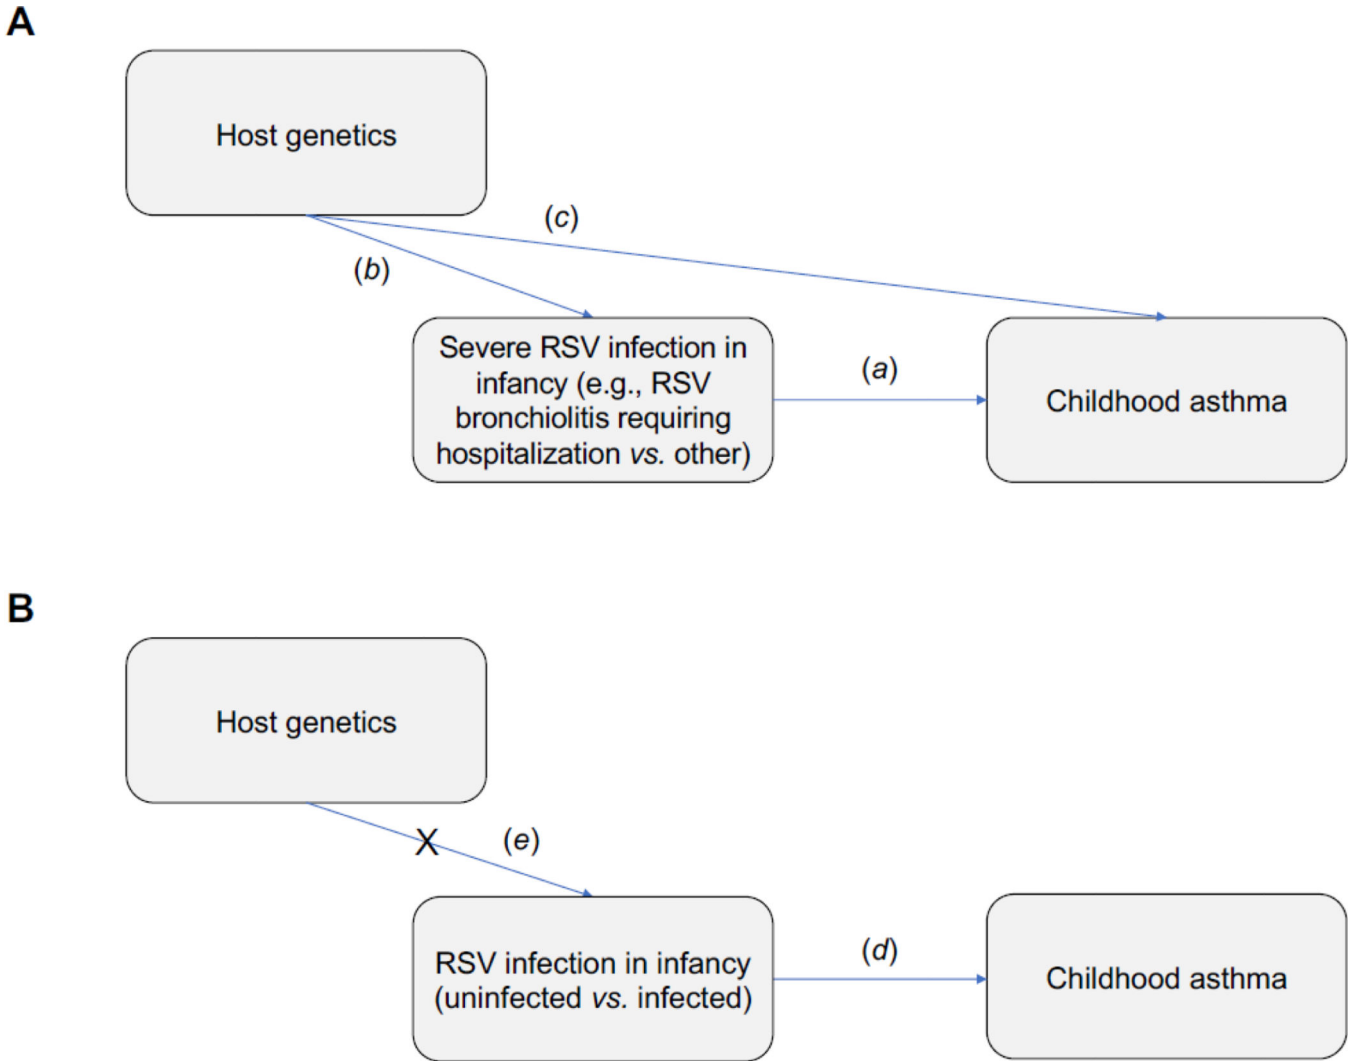 A
Host genetics
(c)
(b)
Severe RSV infection in
infancy (e.g., RSV
bronchiolitis requiring
hospitalization vs. other)
(a)
Childhood asthma
B
Host genetics
X
(e)
RSV infection in infancy
(uninfected vs. infected)
(d)
Childhood asthma